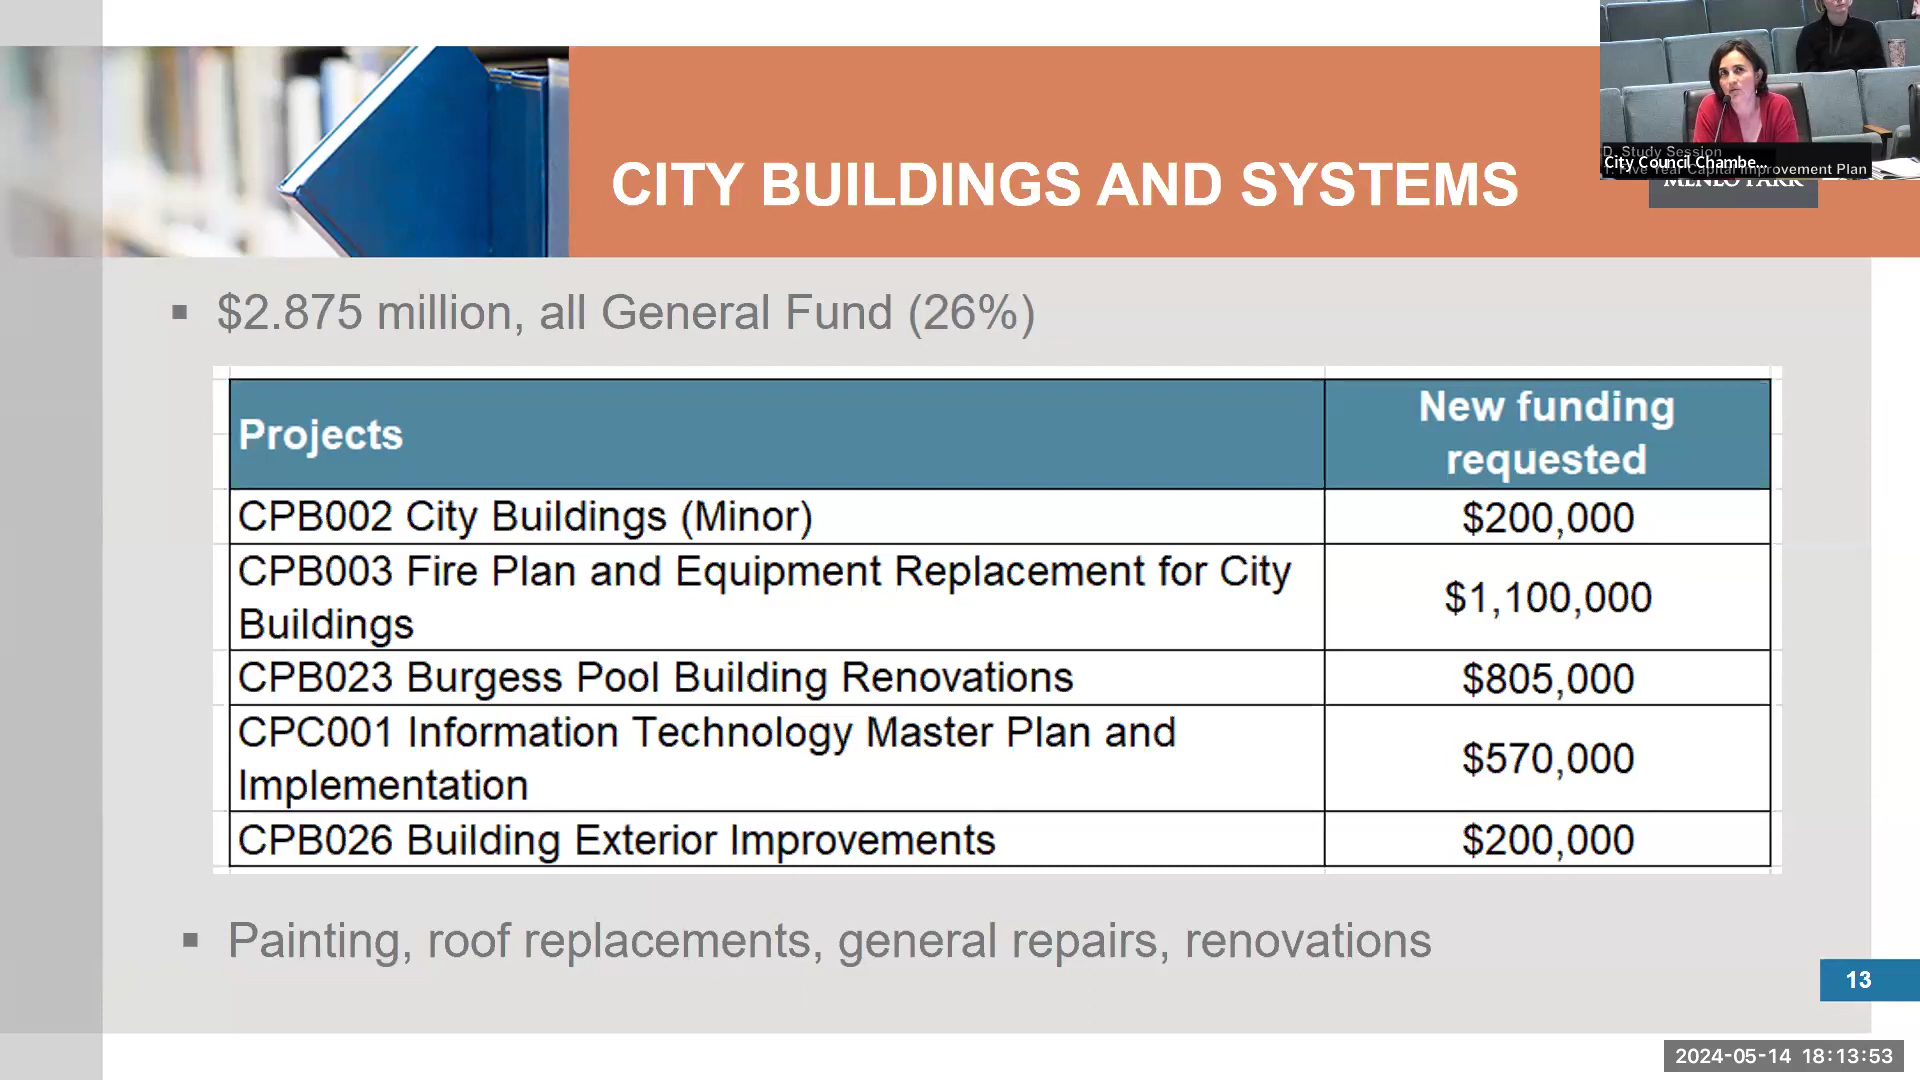 CITY BUILDINGS AND SYSTEMS
D. Study Session
City Council Chambe...
Improvement Plan
MENLO PARK
$2.875 million, all General Fund (26%)
Projects
New funding
requested
CPB002 City Buildings (Minor)
$200,000
CPB003 Fire Plan and Equipment Replacement for City
Buildings
$1,100,000
CPB023 Burgess Pool Building Renovations
$805,000
CPC001 Information Technology Master Plan and
Implementation
$570,000
CPB026 Building Exterior Improvements
$200,000
Painting, roof replacements, general repairs, renovations
13
2024-05-14 18:13:53